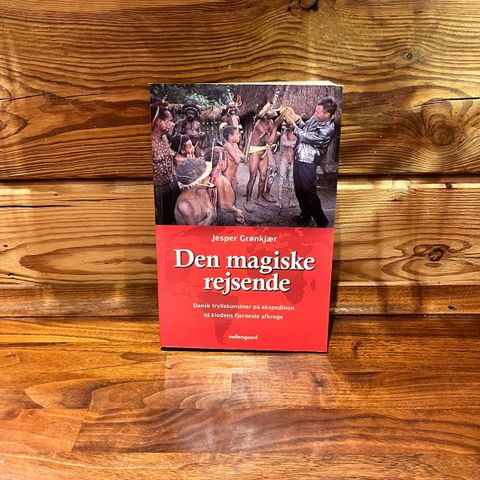 Jesper Grønkjær
Den magiske
rejsende
Dansk tryllekunstner på ekspedition
til klodens fjerneste afkroge
mellemgaard